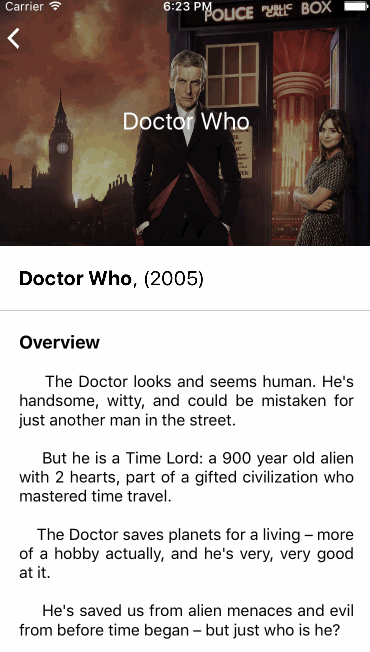 Carrier 6:23 PM
POLICE PUBLIC CALL BOX
Doctor Who
Doctor Who, (2005)
Overview
The Doctor looks and seems human. He's
handsome, witty, and could be mistaken for
just another man in the street.
But he is a Time Lord: a 900 year old alien
with 2 hearts, part of a gifted civilization who
mastered time travel.
The Doctor saves planets for a living – more
of a hobby actually, and he's very, very good
at it.
He's saved us from alien menaces and evil
from before time began – but just who is he?